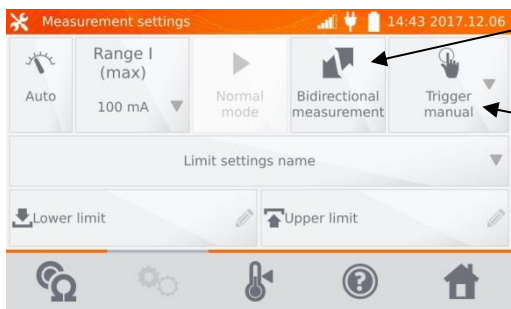 Measurement settings 14:43 2017.12.06
Auto
Range I
(max)
100 mA
Normal
mode
Bidirectional
measurement
Trigger
manual
Limit settings name
Lower limit
Upper limit